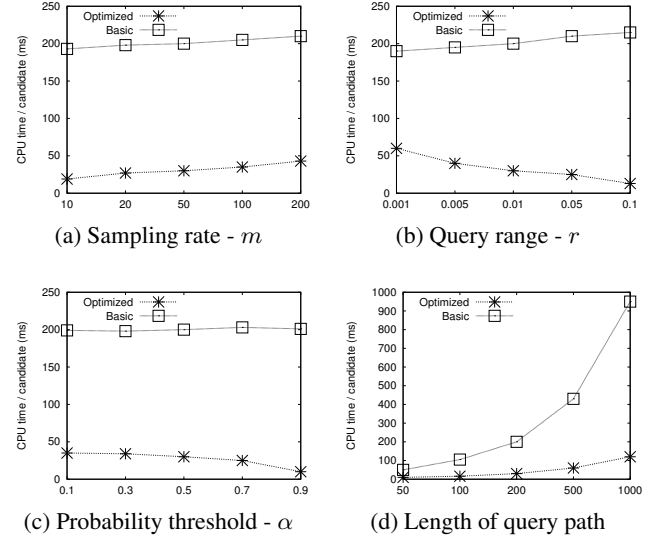 250
200
150
100
50
0
CPU time / candidate (ms)
Optimized
Basic
10 20 50 100 200
(a) Sampling rate - m
250
200
150
100
50
0
CPU time / candidate (ms)
Optimized
Basic
0.001 0.005 0.01 0.05 0.1
(b) Query range - r
250
200
150
100
50
0
CPU time / candidate (ms)
Optimized
Basic
0.1 0.3 0.5 0.7 0.9
(c) Probability threshold - α
1000
900
800
700
600
500
400
300
200
100
0
CPU time / candidate (ms)
Optimized
Basic
50 100 200 500 1000
(d) Length of query path